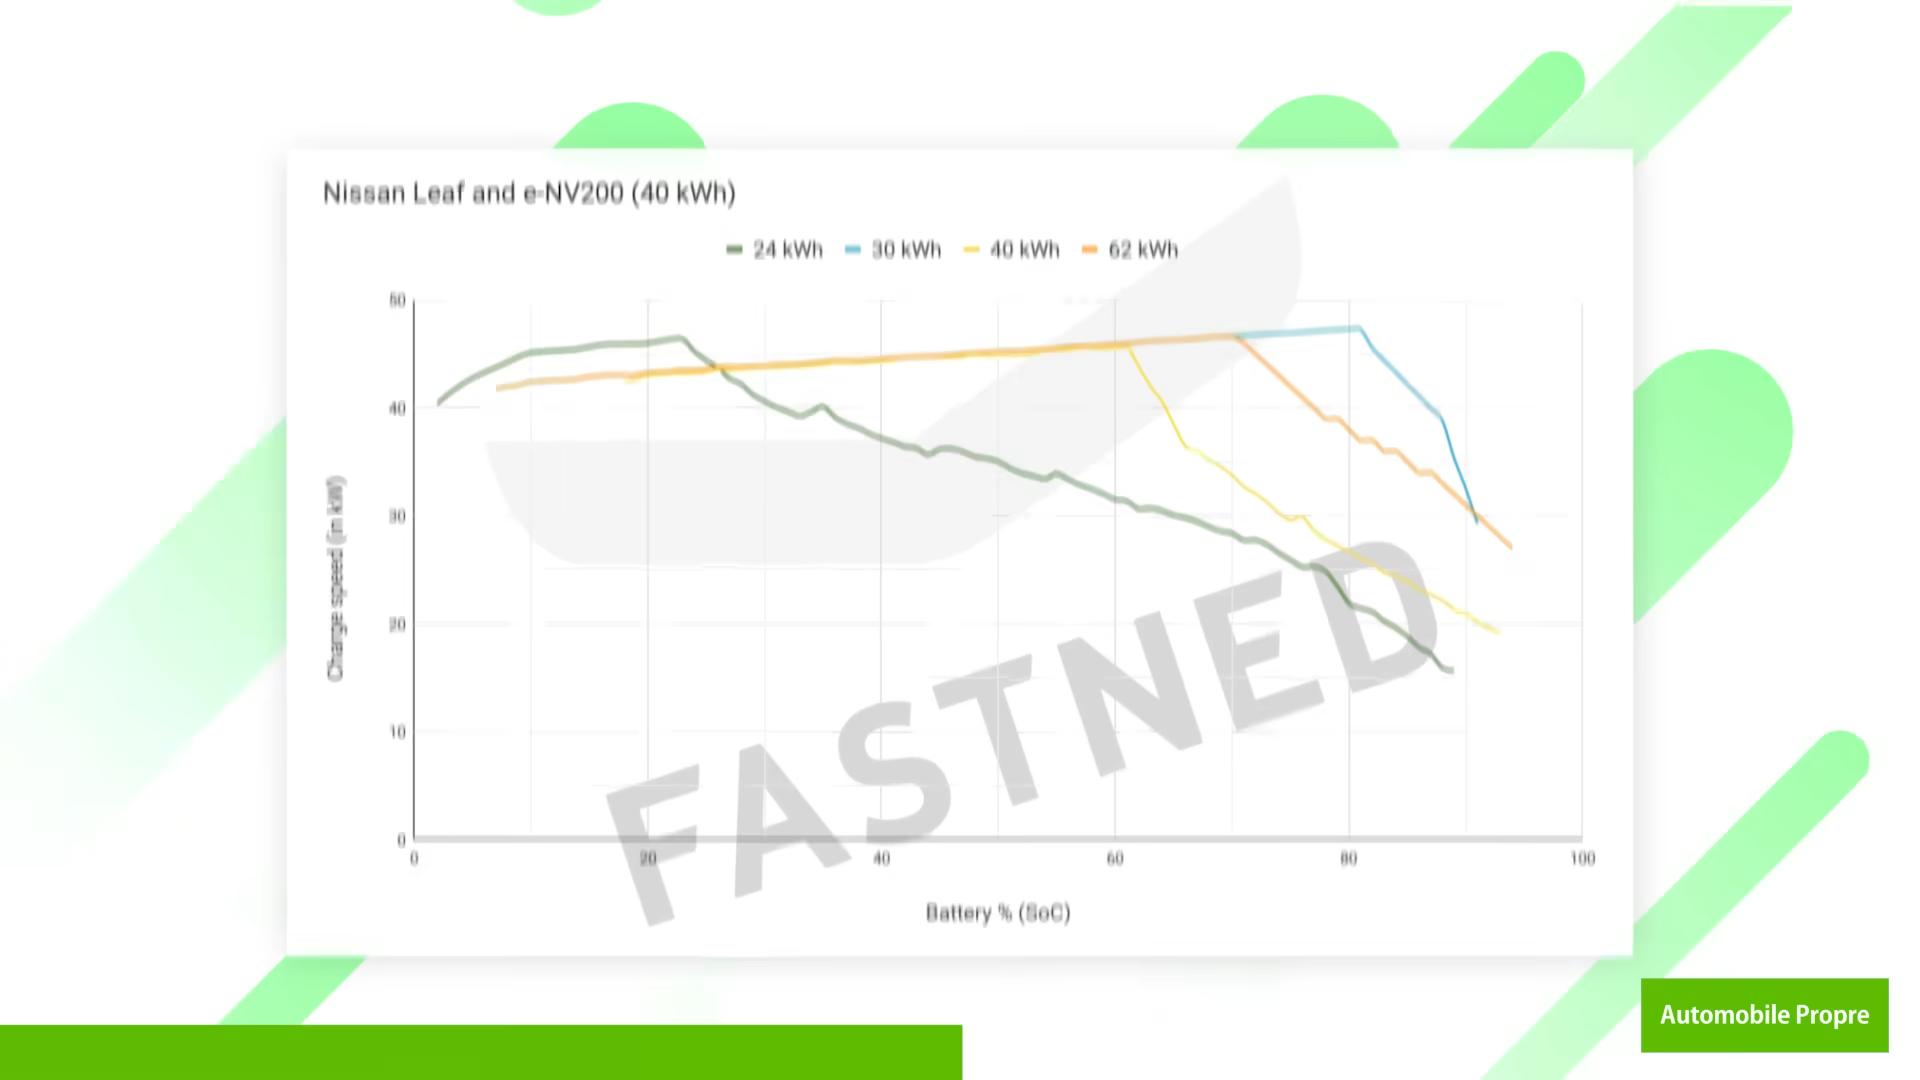 Nissan Leaf and e-NV200 (40 kWh)
24 kWh 30 kWh 40 kWh 62 kWh
50
40
30
20
10
0
Charge speed (in kW)
0 20 40 60 80 100
Battery % (SoC)
FASTNED
Automobile Propre